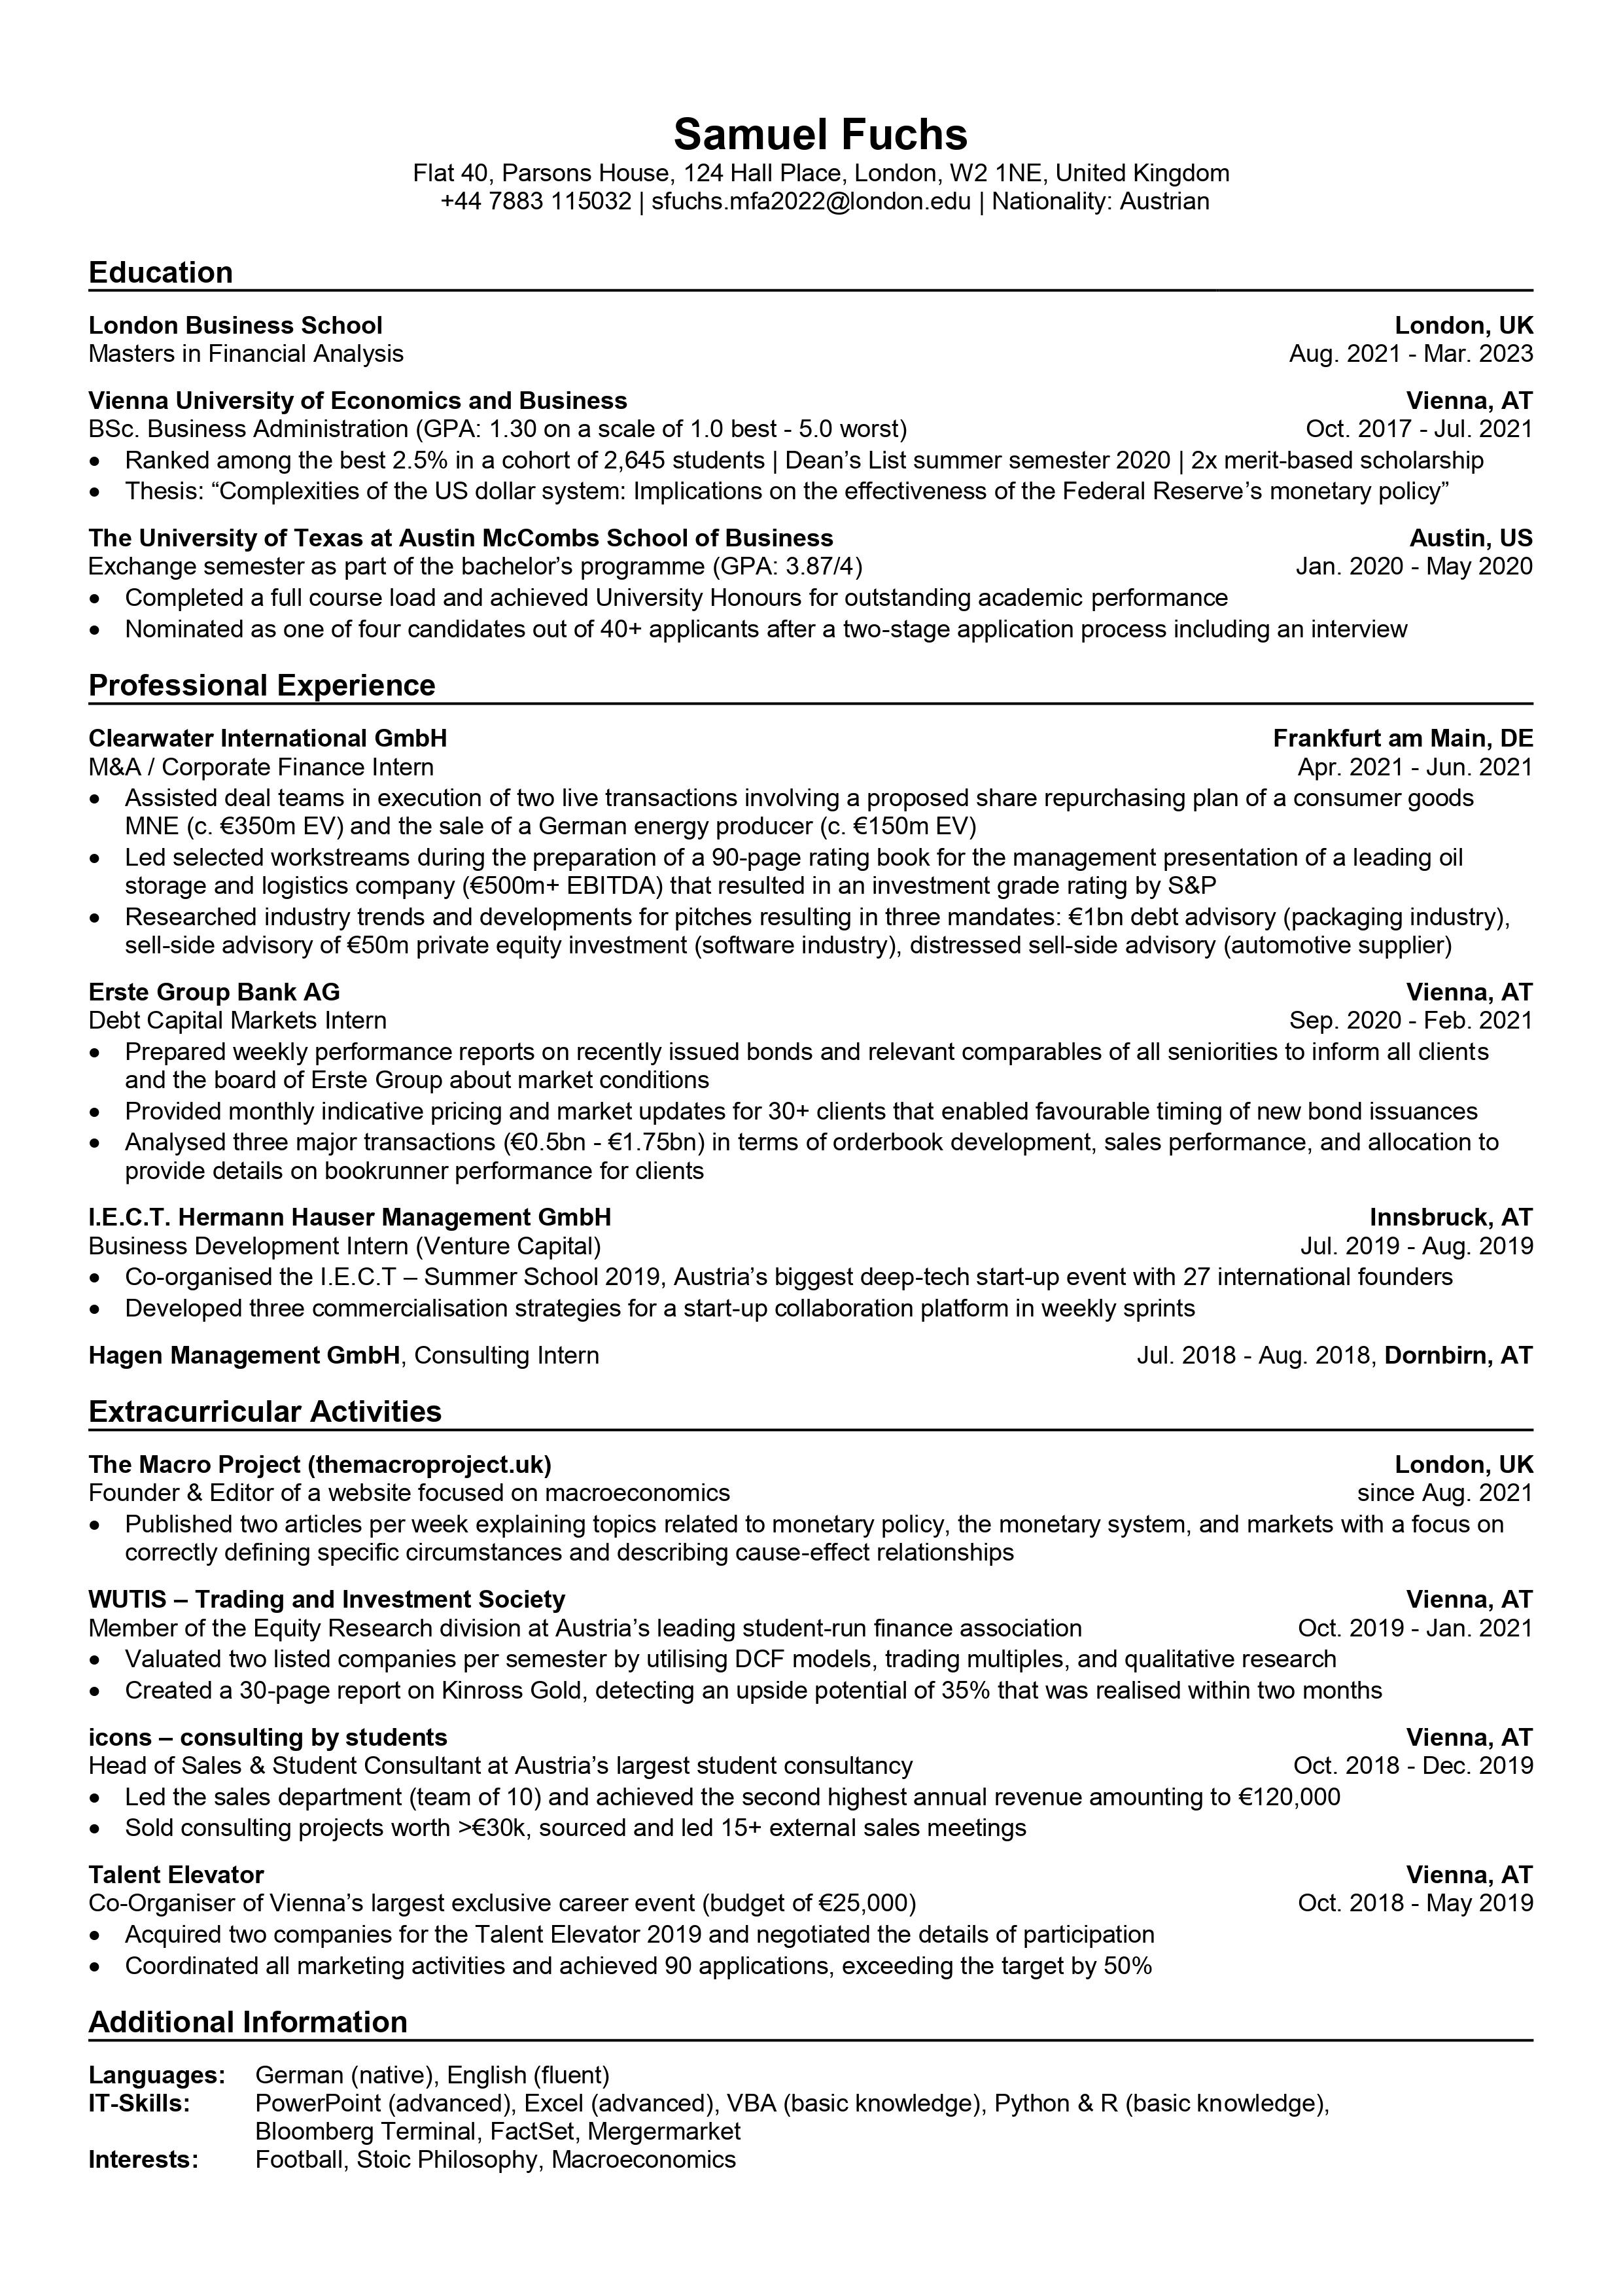 Samuel Fuchs
Flat 40, Parsons House, 124 Hall Place, London, W2 1NE, United Kingdom
+44 7883 115032 | sfuchs.mfa2022@london.edu | Nationality: Austrian
Education
London Business School London, UK
Masters in Financial Analysis Aug. 2021 - Mar. 2023
Vienna University of Economics and Business Vienna, AT
BSc. Business Administration (GPA: 1.30 on a scale of 1.0 best - 5.0 worst) Oct. 2017 - Jul. 2021
• Ranked among the best 2.5% in a cohort of 2,645 students | Dean’s List summer semester 2020 | 2x merit-based scholarship
• Thesis: “Complexities of the US dollar system: Implications on the effectiveness of the Federal Reserve’s monetary policy”
The University of Texas at Austin McCombs School of Business Austin, US
Exchange semester as part of the bachelor’s programme (GPA: 3.87/4) Jan. 2020 - May 2020
• Completed a full course load and achieved University Honours for outstanding academic performance
• Nominated as one of four candidates out of 40+ applicants after a two-stage application process including an interview
Professional Experience
Clearwater International GmbH Frankfurt am Main, DE
M&A / Corporate Finance Intern Apr. 2021 - Jun. 2021
• Assisted deal teams in execution of two live transactions involving a proposed share repurchasing plan of a consumer goods
MNE (c. €350m EV) and the sale of a German energy producer (c. €150m EV)
• Led selected workstreams during the preparation of a 90-page rating book for the management presentation of a leading oil
storage and logistics company (€500m+ EBITDA) that resulted in an investment grade rating by S&P
• Researched industry trends and developments for pitches resulting in three mandates: €1bn debt advisory (packaging industry),
sell-side advisory of €50m private equity investment (software industry), distressed sell-side advisory (automotive supplier)
Erste Group Bank AG Vienna, AT
Debt Capital Markets Intern Sep. 2020 - Feb. 2021
• Prepared weekly performance reports on recently issued bonds and relevant comparables of all seniorities to inform all clients
and the board of Erste Group about market conditions
• Provided monthly indicative pricing and market updates for 30+ clients that enabled favourable timing of new bond issuances
• Analysed three major transactions (€0.5bn - €1.75bn) in terms of orderbook development, sales performance, and allocation to
provide details on bookrunner performance for clients
I.E.C.T. Hermann Hauser Management GmbH Innsbruck, AT
Business Development Intern (Venture Capital) Jul. 2019 - Aug. 2019
• Co-organised the I.E.C.T – Summer School 2019, Austria’s biggest deep-tech start-up event with 27 international founders
• Developed three commercialisation strategies for a start-up collaboration platform in weekly sprints
Hagen Management GmbH, Consulting Intern Jul. 2018 - Aug. 2018, Dornbirn, AT
Extracurricular Activities
The Macro Project (themacroproject.uk) London, UK
Founder & Editor of a website focused on macroeconomics since Aug. 2021
• Published two articles per week explaining topics related to monetary policy, the monetary system, and markets with a focus on
correctly defining specific circumstances and describing cause-effect relationships
WUTIS – Trading and Investment Society Vienna, AT
Member of the Equity Research division at Austria’s leading student-run finance association Oct. 2019 - Jan. 2021
• Valuated two listed companies per semester by utilising DCF models, trading multiples, and qualitative research
• Created a 30-page report on Kinross Gold, detecting an upside potential of 35% that was realised within two months
icons – consulting by students Vienna, AT
Head of Sales & Student Consultant at Austria’s largest student consultancy Oct. 2018 - Dec. 2019
• Led the sales department (team of 10) and achieved the second highest annual revenue amounting to €120,000
• Sold consulting projects worth >€30k, sourced and led 15+ external sales meetings
Talent Elevator Vienna, AT
Co-Organiser of Vienna’s largest exclusive career event (budget of €25,000) Oct. 2018 - May 2019
• Acquired two companies for the Talent Elevator 2019 and negotiated the details of participation
• Coordinated all marketing activities and achieved 90 applications, exceeding the target by 50%
Additional Information
Languages: German (native), English (fluent)
IT-Skills: PowerPoint (advanced), Excel (advanced), VBA (basic knowledge), Python & R (basic knowledge),
Bloomberg Terminal, FactSet, Mergermarket
Interests: Football, Stoic Philosophy, Macroeconomics